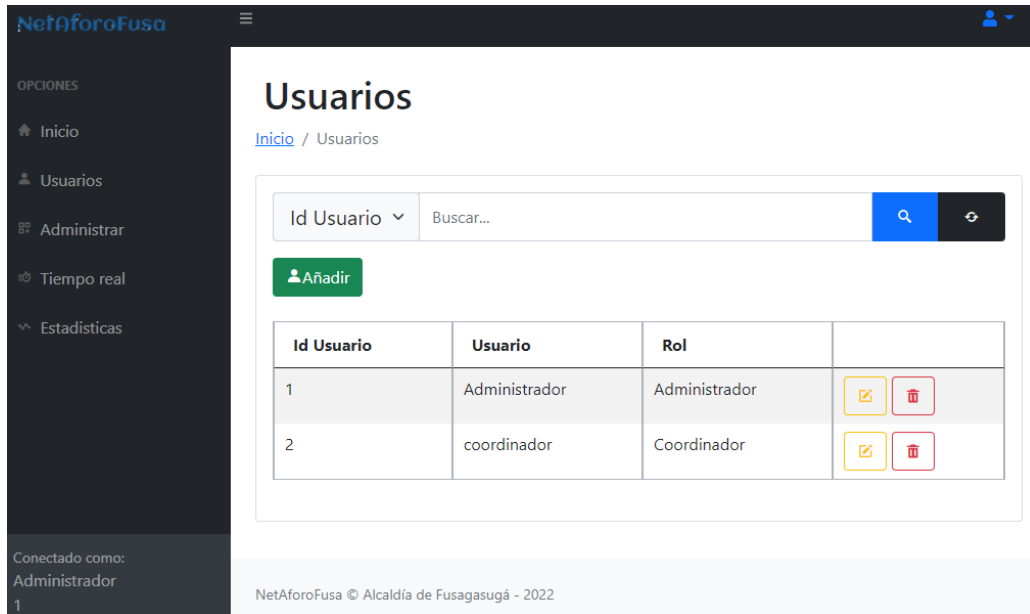 NetAforoFusa
OPCIONES
Inicio
Usuarios
Administrar
Tiempo real
Estadisticas
Conectado como:
Administrador
1
Usuarios
Inicio / Usuarios
Id Usuario Buscar...
Añadir
Id Usuario Usuario Rol
1 Administrador Administrador
2 coordinador Coordinador
NetAforoFusa © Alcaldía de Fusagasugá - 2022